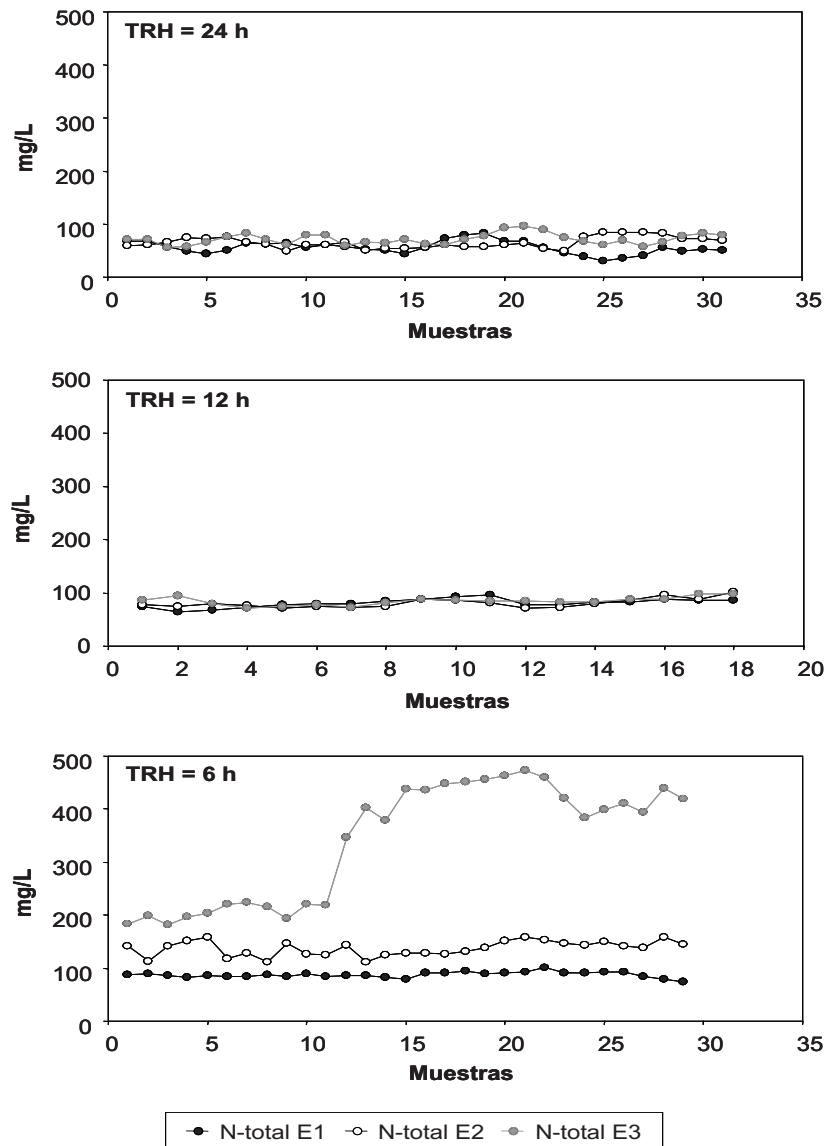 TRH = 24 h
500
400
300
200
100
0
mg/L
0 5 10 15 20 25 30 35
Muestras
TRH = 12 h
500
400
300
200
100
0
mg/L
0 2 4 6 8 10 12 14 16 18 20
Muestras
TRH = 6 h
500
400
300
200
100
0
mg/L
0 5 10 15 20 25 30 35
Muestras
N-total E1 N-total E2 N-total E3